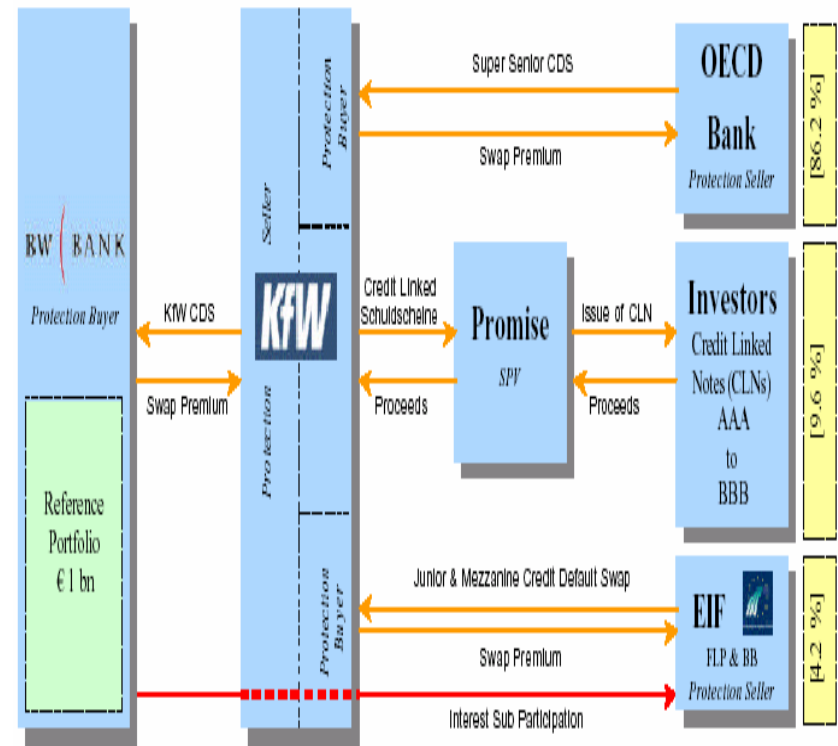 BW BANK
Protection Buyer
Reference
Portfolio
€ 1 bn
KfW CDS
Swap Premium
Protection
Seller
KfW
Protection
Buyer
Protection
Buyer
Super Senior CDS
Swap Premium
OECD
Bank
Protection Seller
[86.2 %]
Credit Linked
Schuldscheine
Proceeds
Promise
SPV
Issue of CLN
Proceeds
Investors
Credit Linked
Notes (CLNs)
AAA
to
BBB
[9.6 %]
Junior & Mezzanine Credit Default Swap
Swap Premium
Interest Sub Participation
EIF
FLP & BB
Protection Seller
[4.2 %]